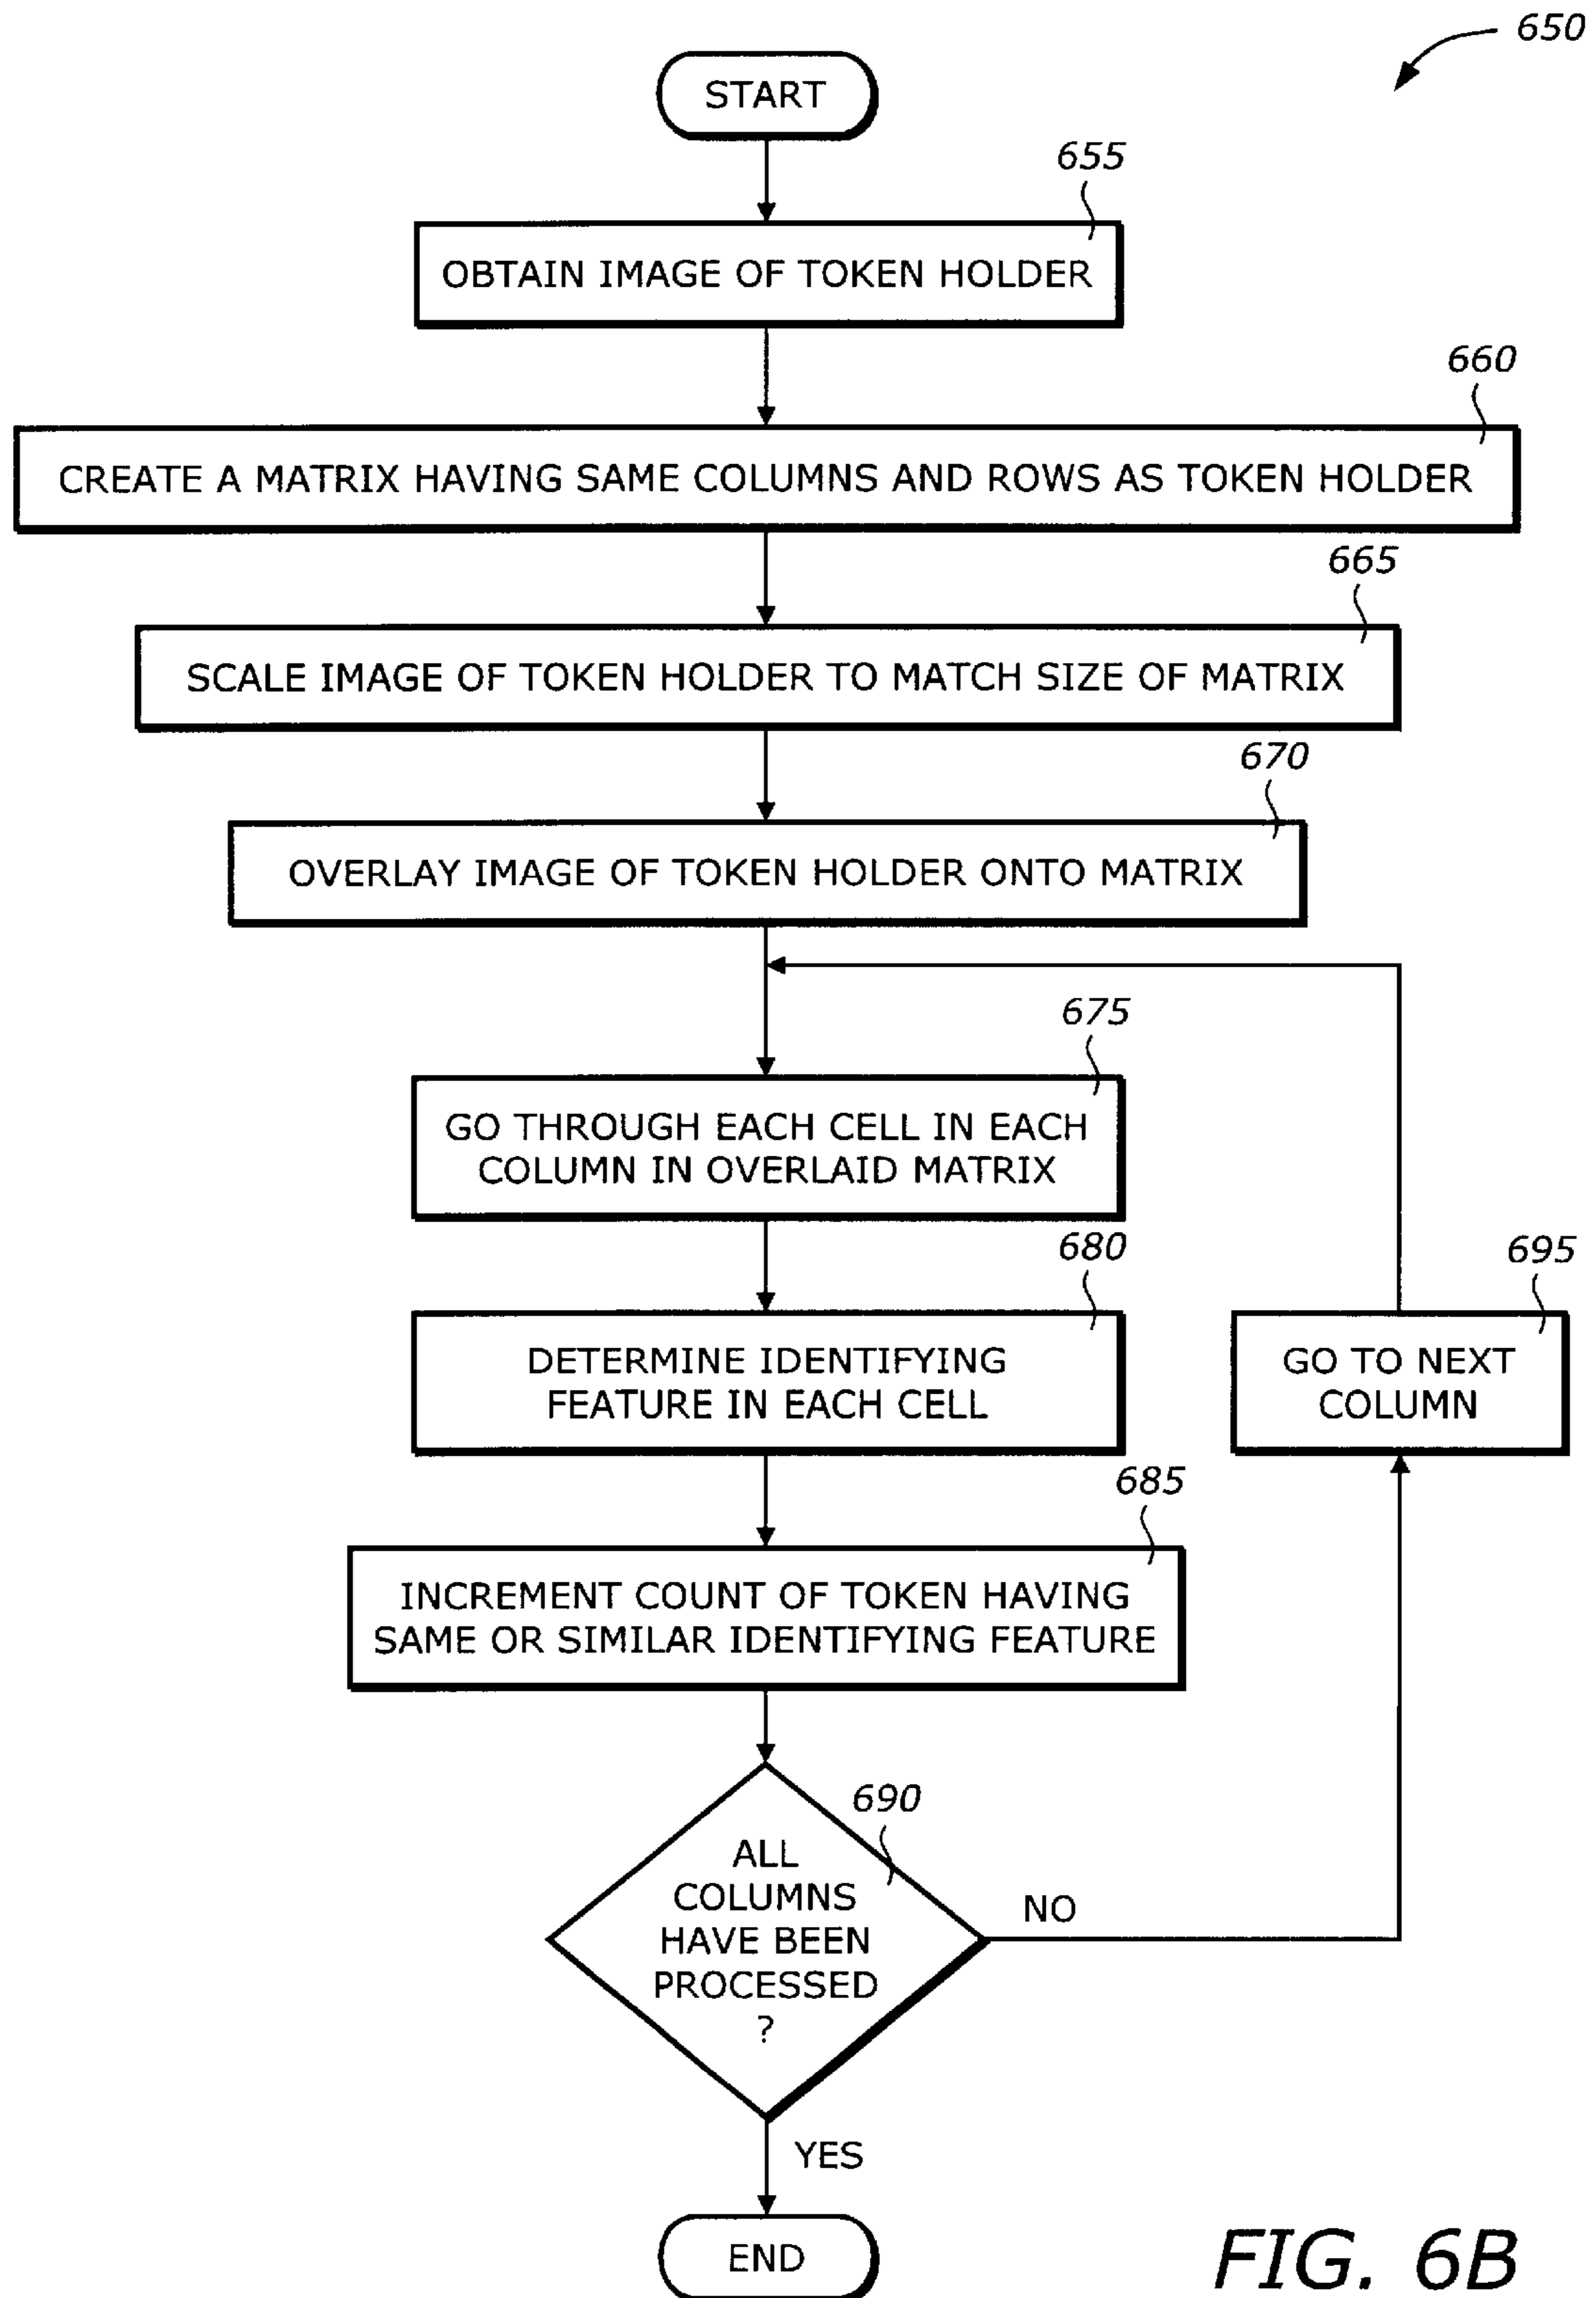 650
START
655
OBTAIN IMAGE OF TOKEN HOLDER
660
CREATE A MATRIX HAVING SAME COLUMNS AND ROWS AS TOKEN HOLDER
665
SCALE IMAGE OF TOKEN HOLDER TO MATCH SIZE OF MATRIX
670
OVERLAY IMAGE OF TOKEN HOLDER ONTO MATRIX
675
GO THROUGH EACH CELL IN EACH
COLUMN IN OVERLAID MATRIX
680
DETERMINE IDENTIFYING
FEATURE IN EACH CELL
695
GO TO NEXT
COLUMN
685
INCREMENT COUNT OF TOKEN HAVING
SAME OR SIMILAR IDENTIFYING FEATURE
690
ALL
COLUMNS
HAVE BEEN
PROCESSED
?
NO
YES
END
FIG. 6B